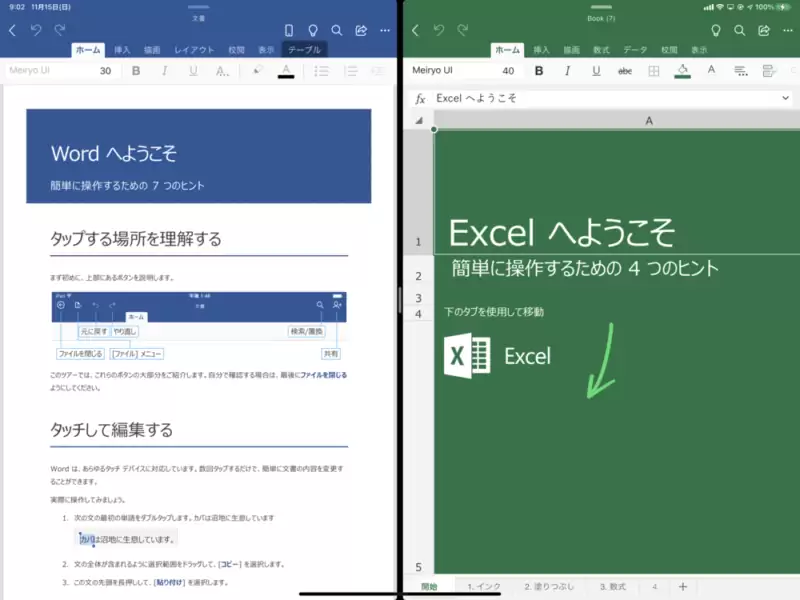 9:02 11月15日(日)
文書
ホーム 挿入 描画 レイアウト 校閲 表示 テーブル
Meiryo UI 30 B I U A
Word へようこそ
簡単に操作するための 7 つのヒント
タップする場所を理解する
まず初めに、上部にあるボタンを説明します。
iPad 午後 1:46
文書
ホーム
元に戻す やり直し 検索/置換
ファイルを閉じる [ファイル] メニュー 共有
このツアーでは、これらのボタンの大部分をご紹介します。自分で確認する場合は、最後にファイルを閉じる
ようにしてください。
タッチして編集する
Word は、あらゆるタッチ デバイスに対応しています。数回タップするだけで、簡単に文書の内容を変更す
ることができます。
実際に操作してみましょう。
1. 次の文の最初の単語をダブルタップします。カバは沼地に生息しています
カバは沼地に生息しています。
2. 文の全体が含まれるように選択範囲をドラッグして、[コピー] を選択します。
3. この文の先頭を長押しして、[貼り付け] を選択します。
100%
Book (7)
ホーム 挿入 描画 数式 データ 校閲 表示
Meiryo UI 40 B I U abc A
fx Excel へようこそ
A
1 Excel へようこそ
2 簡単に操作するための 4 つのヒント
3
4 下のタブを使用して移動
X Excel
5
開始 1. インク 2. 塗りつぶし 3. 数式 4. +